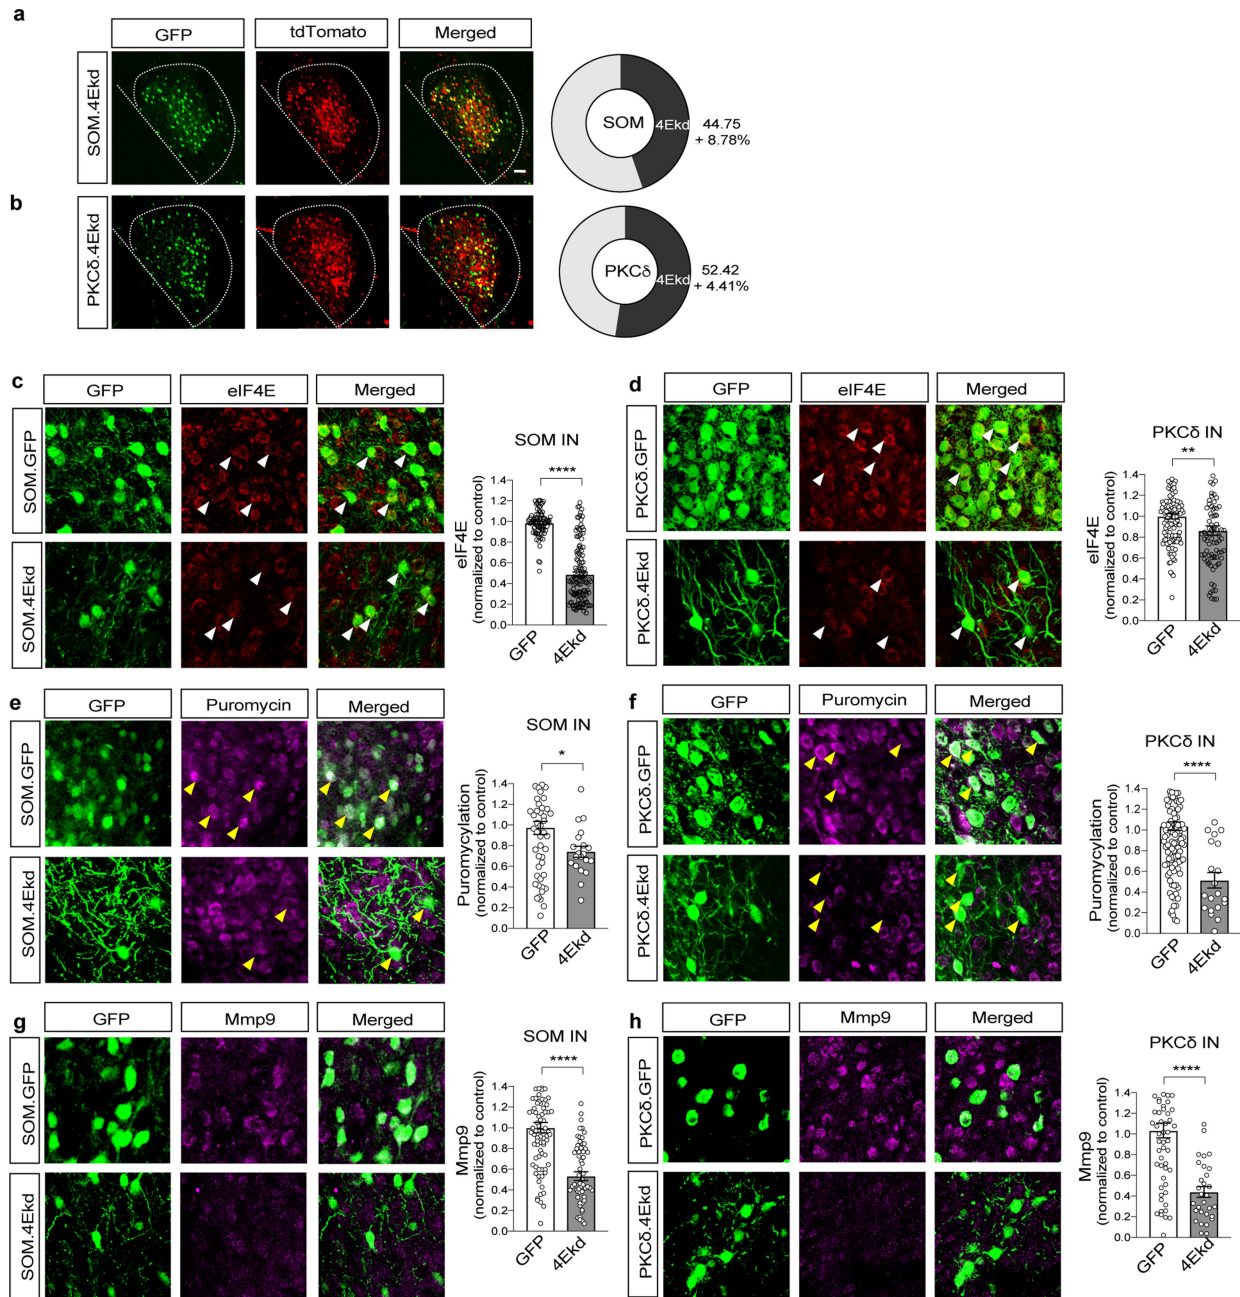 a
GFP
tdTomato
Merged
SOM.4Ekd
SOM
4Ekd
44.75
+ 8.78%
b
PKCδ.4Ekd
PKCδ
4Ekd
52.42
+ 4.41%
c
GFP
eIF4E
Merged
SOM.GFP
SOM.4Ekd
SOM IN
****
eIF4E
(normalized to control)
1.4
1.2
1.0
0.8
0.6
0.4
0.2
0.0
GFP
4Ekd
d
GFP
eIF4E
Merged
PKCδ.GFP
PKCδ.4Ekd
PKCδ IN
**
eIF4E
(normalized to control)
1.4
1.2
1.0
0.8
0.6
0.4
0.2
0.0
GFP
4Ekd
e
GFP
Puromycin
Merged
SOM.GFP
SOM.4Ekd
SOM IN
*
Puromycylation
(normalized to control)
1.4
1.2
1.0
0.8
0.6
0.4
0.2
0.0
GFP
4Ekd
f
GFP
Puromycin
Merged
PKCδ.GFP
PKCδ.4Ekd
PKCδ IN
****
Puromycylation
(normalized to control)
1.4
1.2
1.0
0.8
0.6
0.4
0.2
0.0
GFP
4Ekd
g
GFP
Mmp9
Merged
SOM.GFP
SOM.4Ekd
SOM IN
****
Mmp9
(normalized to control)
1.4
1.2
1.0
0.8
0.6
0.4
0.2
0.0
GFP
4Ekd
h
GFP
Mmp9
Merged
PKCδ.GFP
PKCδ.4Ekd
PKCδ IN
****
Mmp9
(normalized to control)
1.4
1.2
1.0
0.8
0.6
0.4
0.2
0.0
GFP
4Ekd